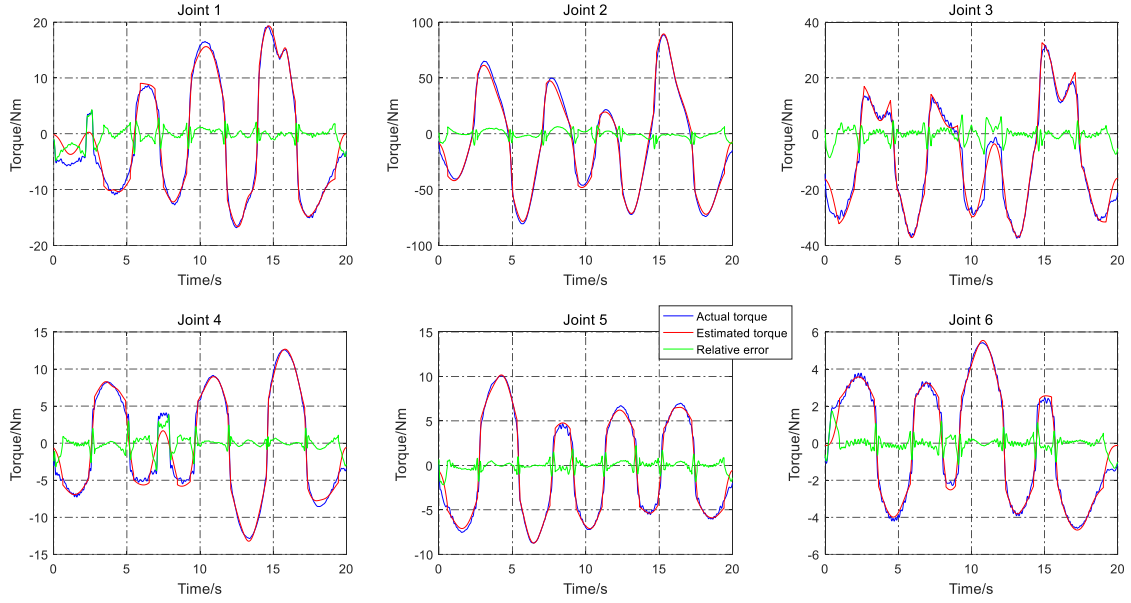 Joint 1
20
10
0
-10
-20
Torque/Nm
0 5 10 15 20
Time/s
Joint 2
100
50
0
-50
-100
Torque/Nm
0 5 10 15 20
Time/s
Joint 3
40
20
0
-20
-40
Torque/Nm
0 5 10 15 20
Time/s
Joint 4
15
10
5
0
-5
-10
-15
Torque/Nm
0 5 10 15 20
Time/s
Joint 5
15
10
5
0
-5
-10
Torque/Nm
0 5 10 15 20
Time/s
Actual torque
Estimated torque
Relative error
Joint 6
6
4
2
0
-2
-4
-6
Torque/Nm
0 5 10 15 20
Time/s